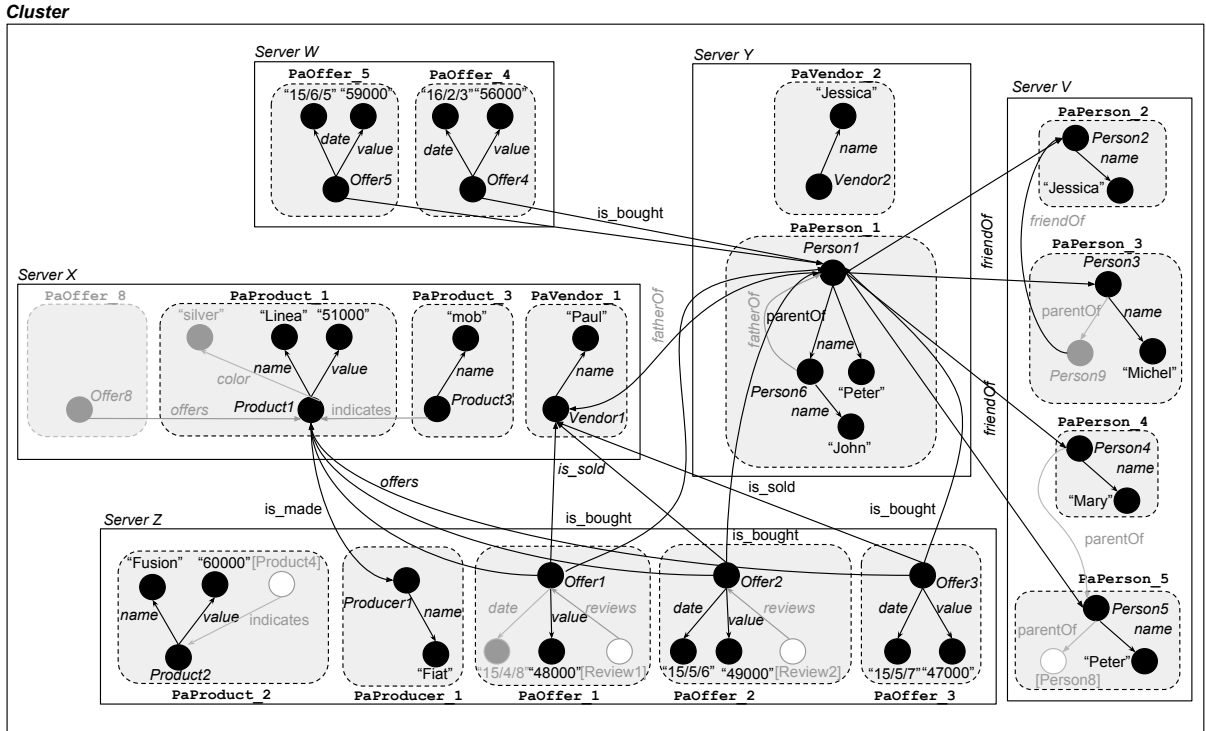 Cluster
Server W
PaOffer_5
PaOffer_4
“15/6/5”
“59000”
“16/2/3”
“56000”
date
value
date
value
Offer5
Offer4
is_bought
Server Y
PaVendor_2
“Jessica”
name
Vendor2
PaPerson_1
Person1
fatherOf
fatherOf
parentOf
name
Person6
“Peter”
name
“John”
Server V
PaPerson_2
Person2
name
“Jessica”
friendOf
friendOf
PaPerson_3
Person3
parentOf
name
Person9
“Michel”
friendOf
PaPerson_4
Person4
name
“Mary”
parentOf
PaPerson_5
Person5
parentOf
name
“Peter”
[Person8]
Server X
PaOffer_8
PaProduct_1
PaProduct_3
PaVendor_1
“silver”
“Linea”
“51000”
“mob”
“Paul”
color
name
value
name
name
Offer8
offers
Product1
indicates
Product3
Vendor1
offers
is_sold
is_sold
is_made
is_bought
is_bought
is_bought
Server Z
“Fusion”
“60000”
[Product4]
name
value
indicates
Product2
PaProduct_2
Producer1
name
“Fiat”
PaProducer_1
Offer1
date
value
reviews
“15/4/8”
“48000”
[Review1]
PaOffer_1
Offer2
date
value
reviews
“15/5/6”
“49000”
[Review2]
PaOffer_2
Offer3
date
value
“15/5/7”
“47000”
PaOffer_3